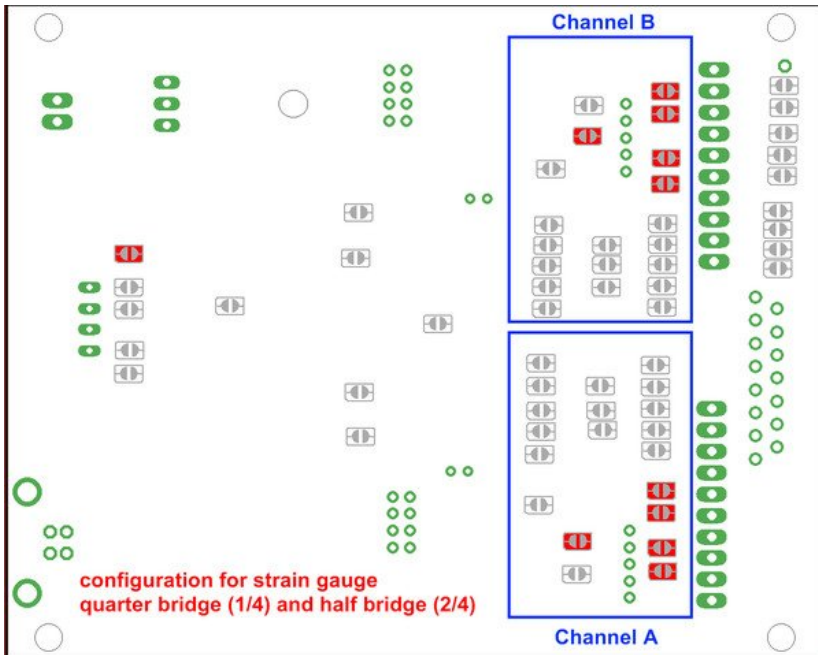 Channel B
configuration for strain gauge
quarter bridge (1/4) and half bridge (2/4)
Channel A